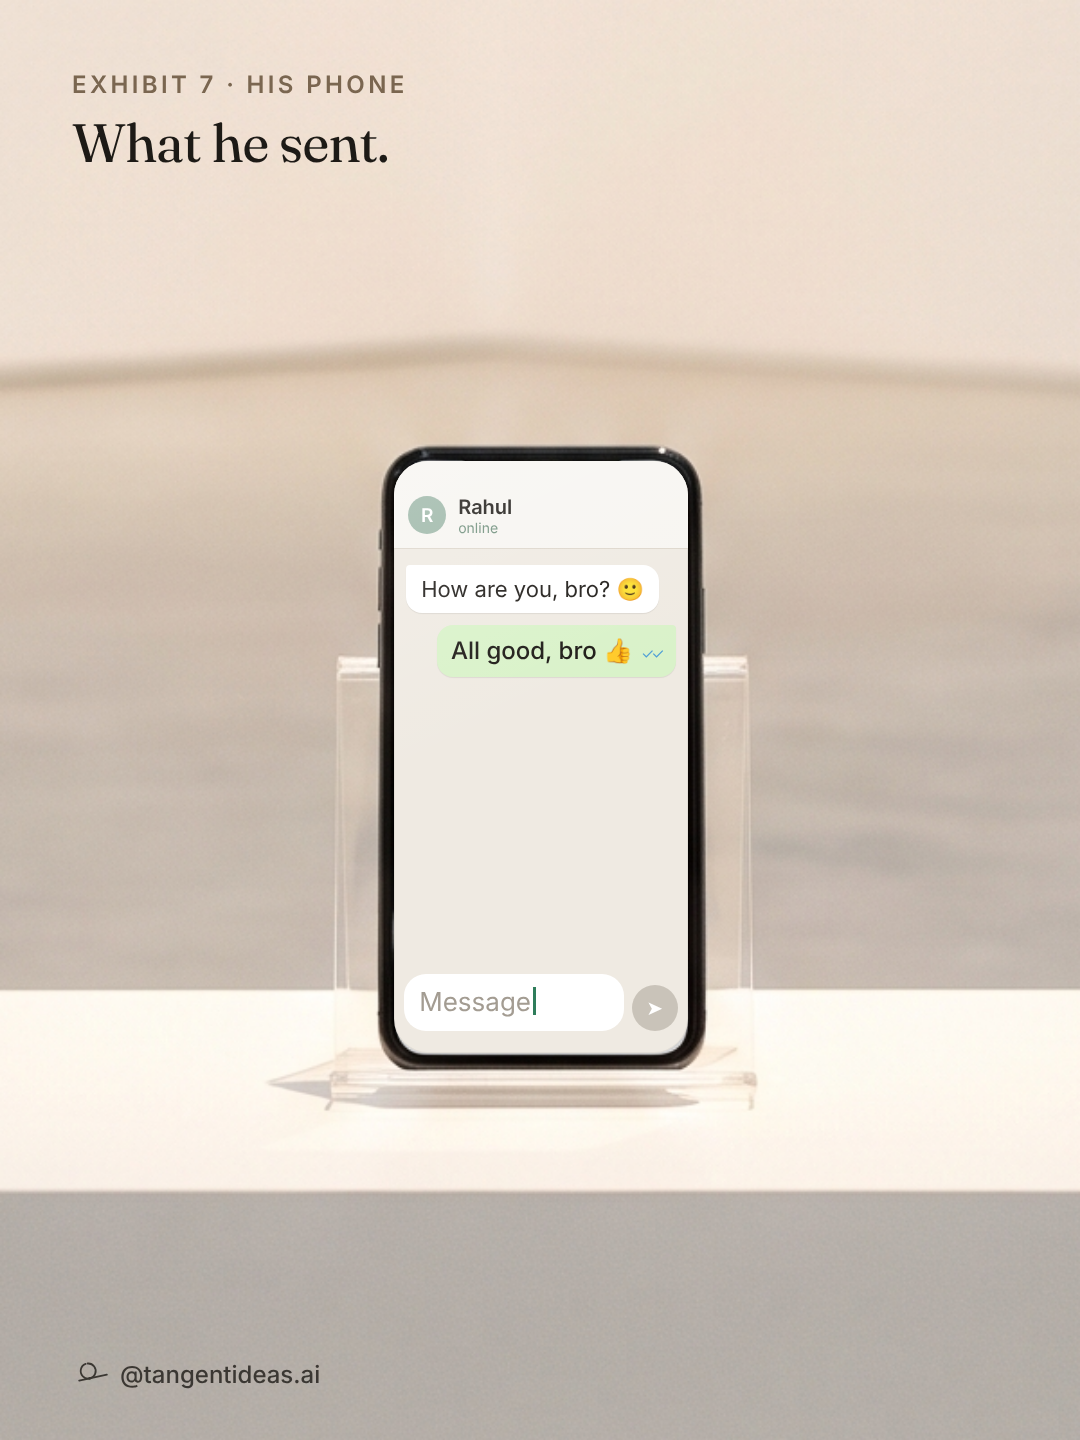 EXHIBIT 7 · HIS PHONE
What he sent.
R
Rahul
online
How are you, bro? 🙂
All good, bro 👍
Message
@tangentideas.ai